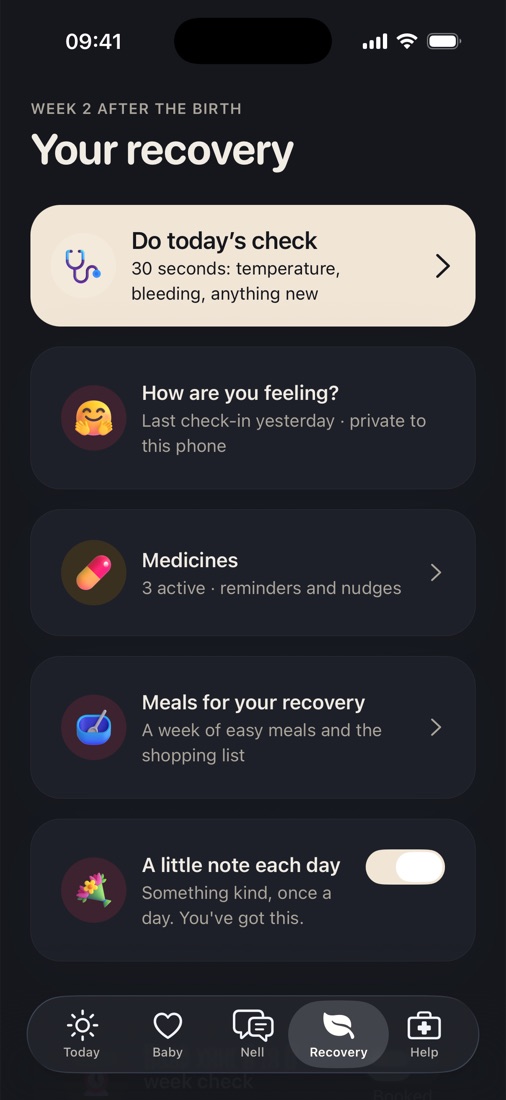 09:41
WEEK 2 AFTER THE BIRTH
Your recovery
Do today’s check
30 seconds: temperature,
bleeding, anything new
How are you feeling?
Last check-in yesterday · private to
this phone
Medicines
3 active · reminders and nudges
Meals for your recovery
A week of easy meals and the
shopping list
A little note each day
Something kind, once a
day. You've got this.
Today
Baby
Nell
Recovery
Help
week check
Booked